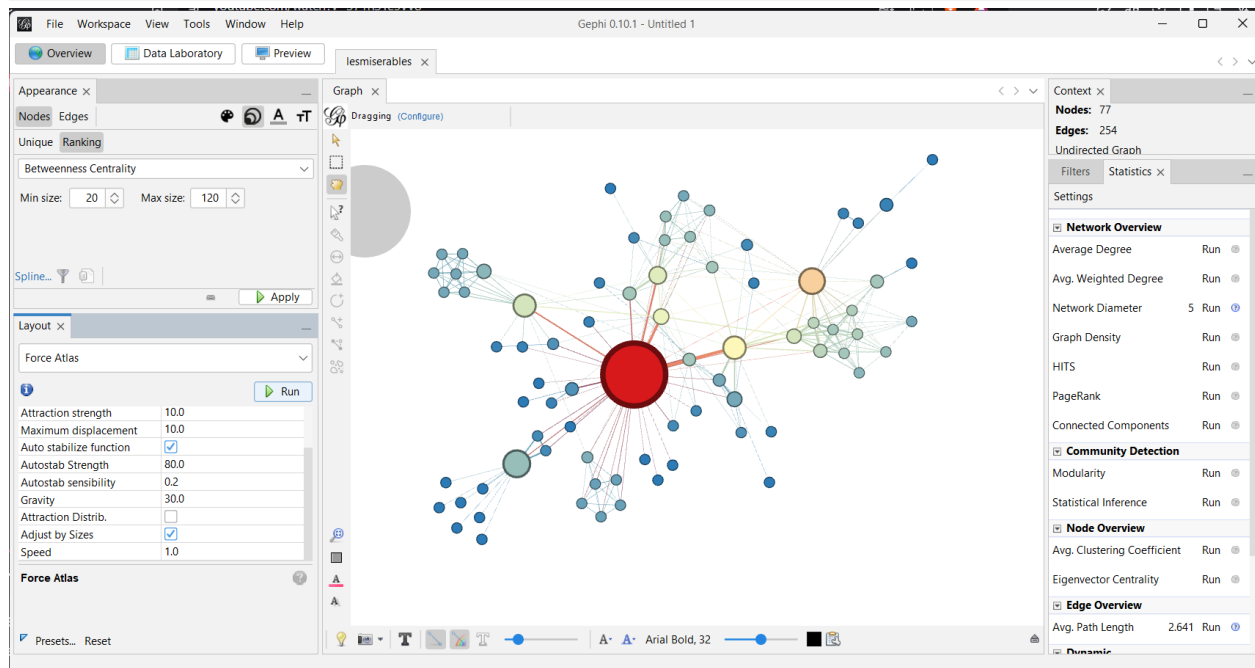 File Workspace View Tools Window Help
Gephi 0.10.1 - Untitled 1
Overview
Data Laboratory
Preview
lesmiserables
Appearance
Nodes Edges
Unique Ranking
Betweenness Centrality
Min size: 20 Max size: 120
Spline...
Apply
Layout
Force Atlas
Run
Attraction strength 10.0
Maximum displacement 10.0
Auto stabilize function
Autostab Strength 80.0
Autostab sensibility 0.2
Gravity 30.0
Attraction Distrib.
Adjust by Sizes
Speed 1.0
Force Atlas
Presets... Reset
Graph
Dragging (Configure)
Arial Bold, 32
Context
Nodes: 77
Edges: 254
Undirected Graph
Filters Statistics
Settings
Network Overview
Average Degree Run
Avg. Weighted Degree Run
Network Diameter 5 Run
Graph Density Run
HITS Run
PageRank Run
Connected Components Run
Community Detection
Modularity Run
Statistical Inference Run
Node Overview
Avg. Clustering Coefficient Run
Eigenvector Centrality Run
Edge Overview
Avg. Path Length 2.641 Run
Dynamic